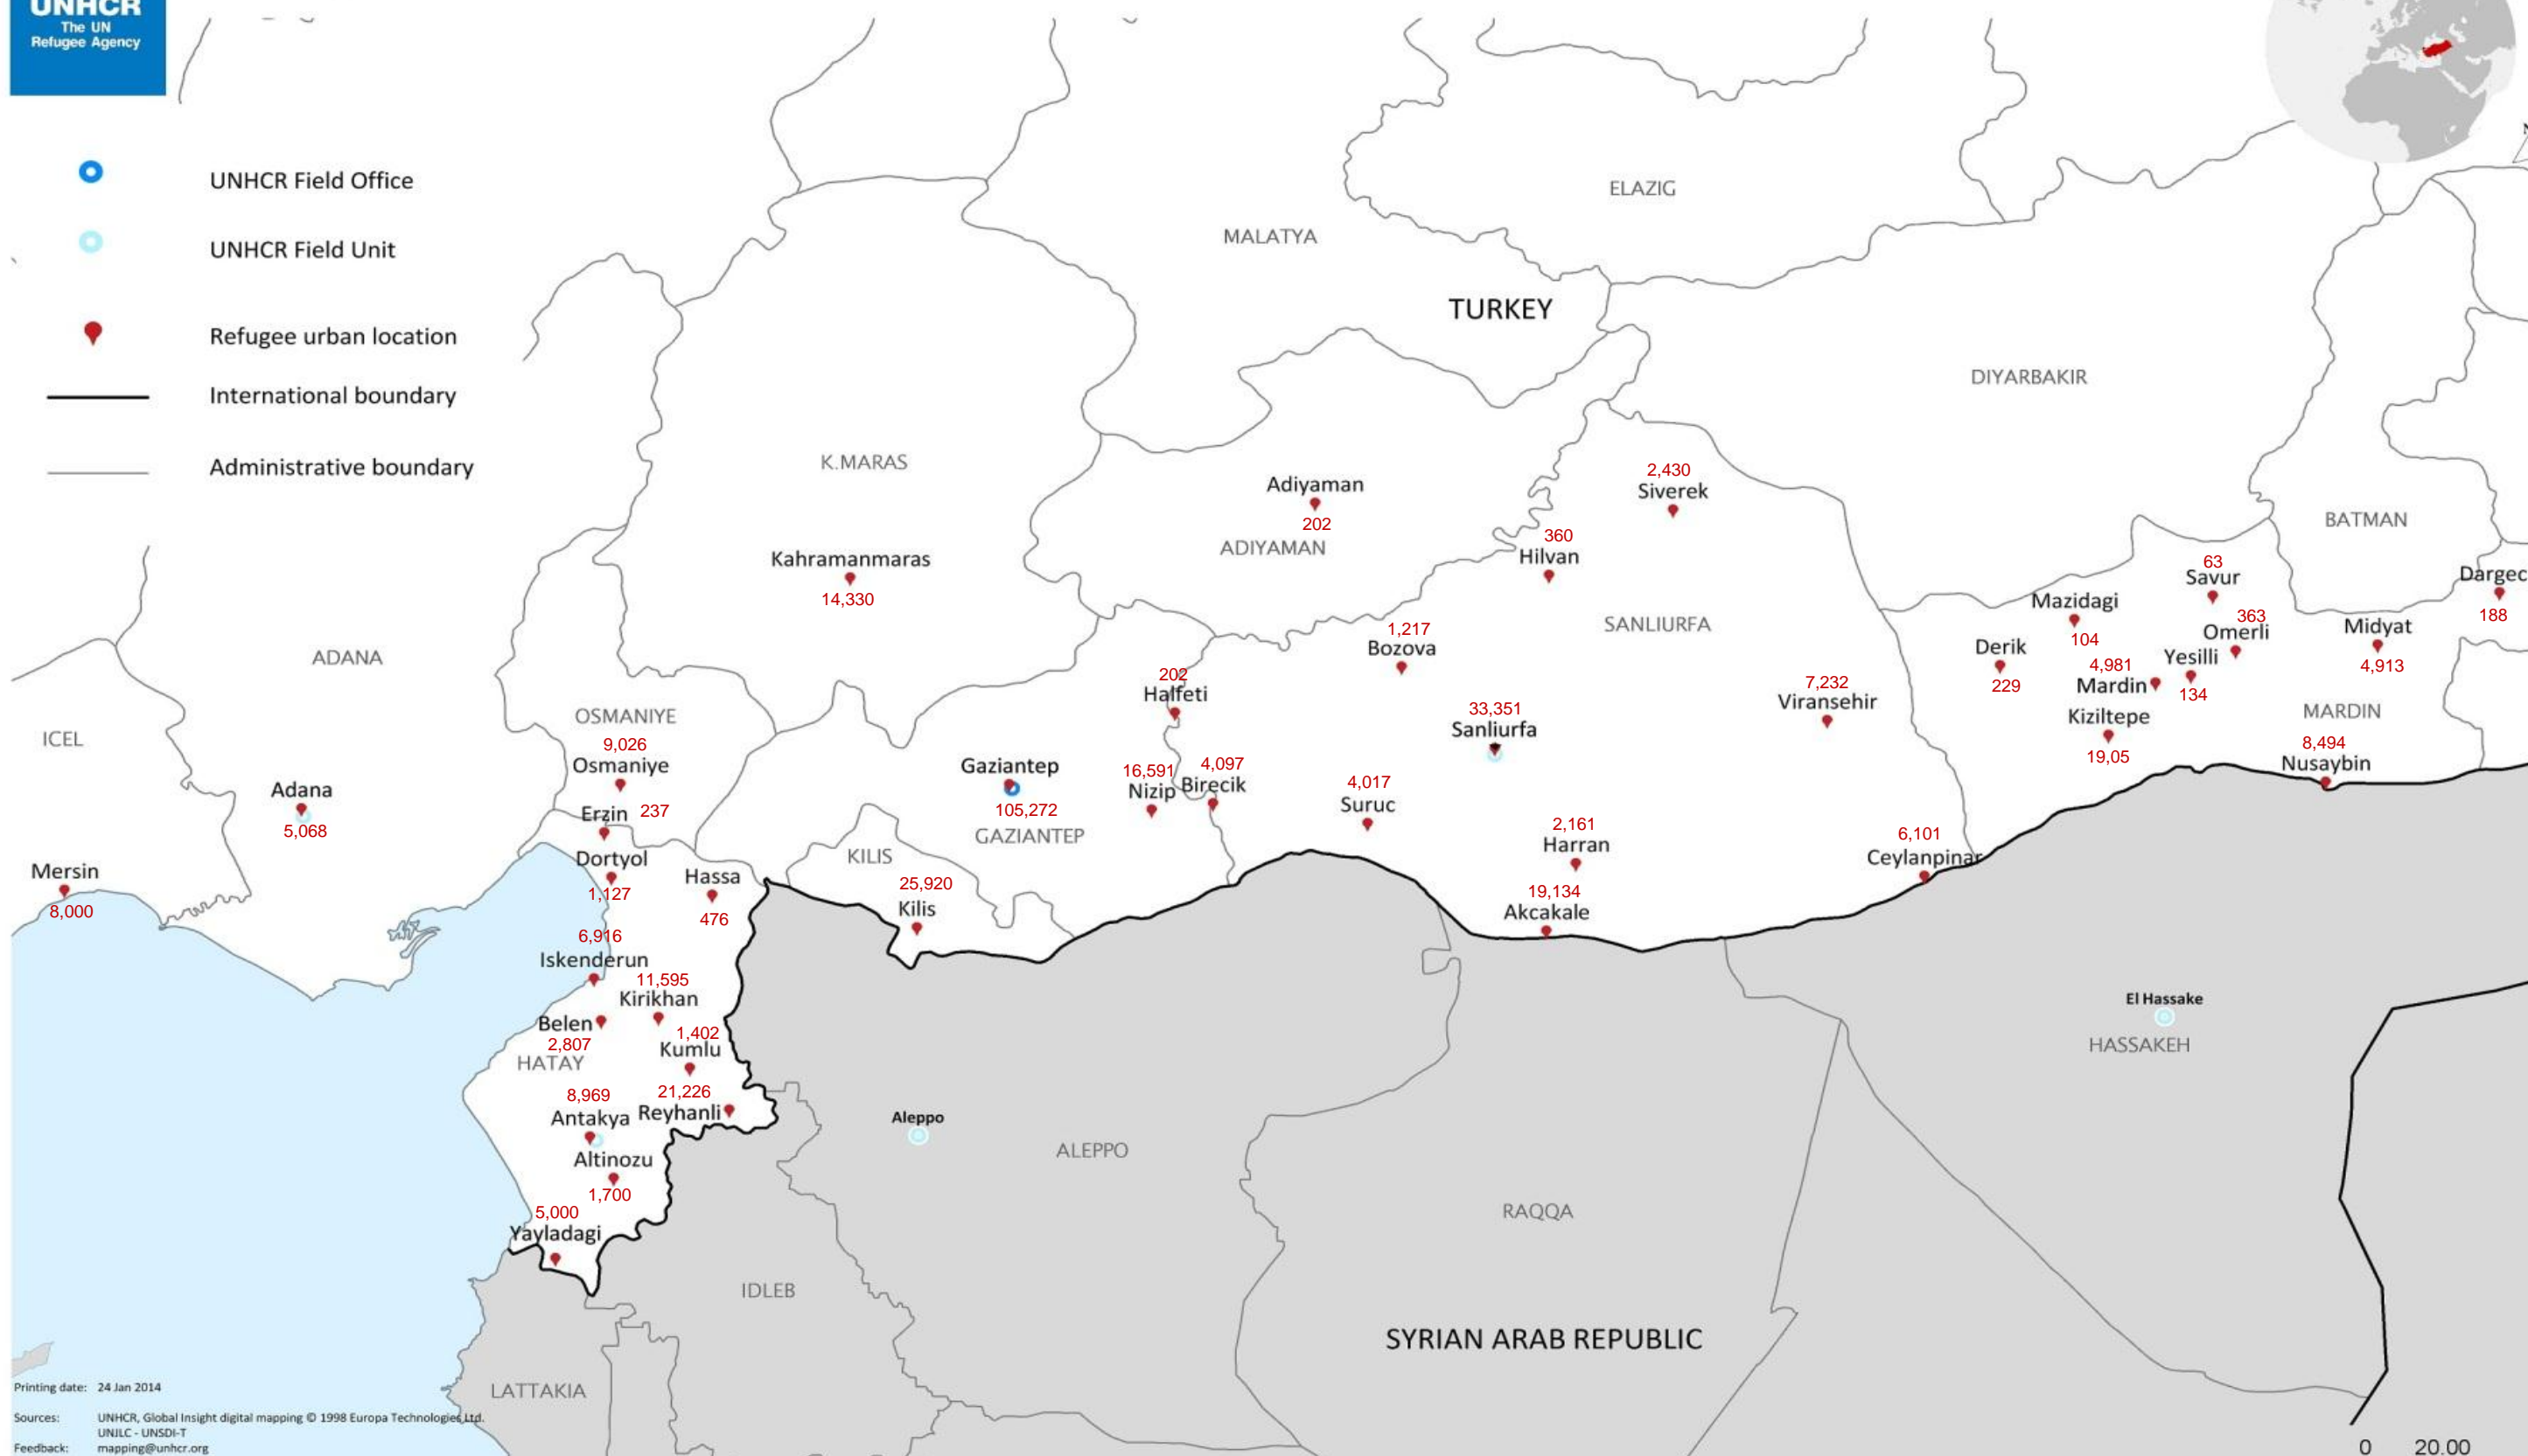 UNHCR
The UN
Refugee Agency
UNHCR Field Office
UNHCR Field Unit
Refugee urban location
International boundary
Administrative boundary
ELAZIG
MALATYA
TURKEY
DIYARBAKIR
K.MARAS
2,430
Siverek
Adiyaman
202
ADIYAMAN
BATMAN
360
Hilvan
Kahramanmaras
14,330
63
Savur
Dargec
188
Mazidagi
104
363
Omerli
SANLIURFA
1,217
Bozova
Midyat
4,913
Derik
229
Yesilli
134
4,981
Mardin
ADANA
202
Halfeti
7,232
Viransehir
OSMANIYE
Kiziltepe
19,05
MARDIN
33,351
Sanliurfa
ICEL
9,026
Osmaniye
8,494
Nusaybin
Gaziantep
105,272
GAZIANTEP
16,591
Nizip
4,097
Birecik
Adana
5,068
4,017
Suruc
Erzin 237
2,161
Harran
6,101
Ceylanpinar
KILIS
Dortyol
1,127
Mersin
8,000
Hassa
476
25,920
Kilis
19,134
Akcakale
6,916
Iskenderun
11,595
Kirikhan
El Hassake
HASSAKEH
Belen
2,807
1,402
Kumlu
HATAY
8,969
Antakya
21,226
Reyhanli
Aleppo
ALEPPO
Altinozu
1,700
5,000
Yayladagi
RAQQA
IDLEB
SYRIAN ARAB REPUBLIC
LATTAKIA
Printing date: 24 Jan 2014
Sources: UNHCR, Global Insight digital mapping © 1998 Europa Technologies Ltd.
UNJLC - UNSDI-T
Feedback: mapping@unhcr.org
0 20.00